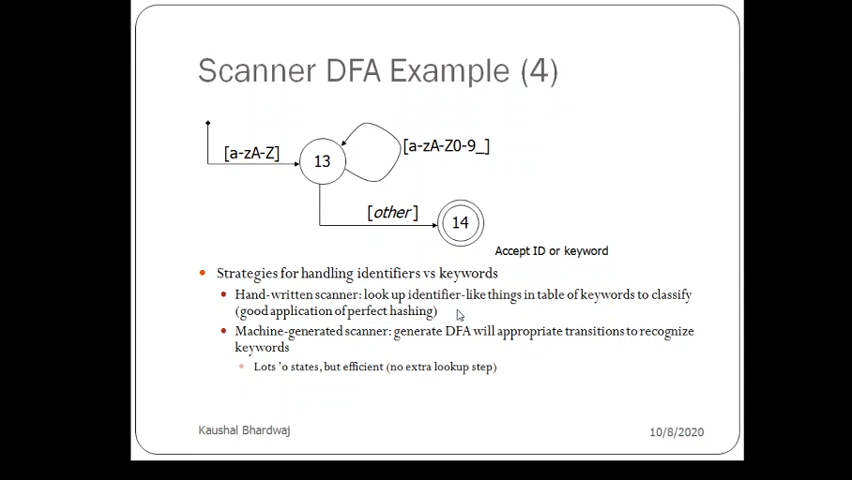 Scanner DFA Example (4)
[a-zA-Z]
13
[a-zA-Z0-9_]
[other]
14
Accept ID or keyword
Strategies for handling identifiers vs keywords
Hand-written scanner: look up identifier-like things in table of keywords to classify
(good application of perfect hashing)
Machine-generated scanner: generate DFA will appropriate transitions to recognize
keywords
Lots 'o states, but efficient (no extra lookup step)
Kaushal Bhardwaj
10/8/2020